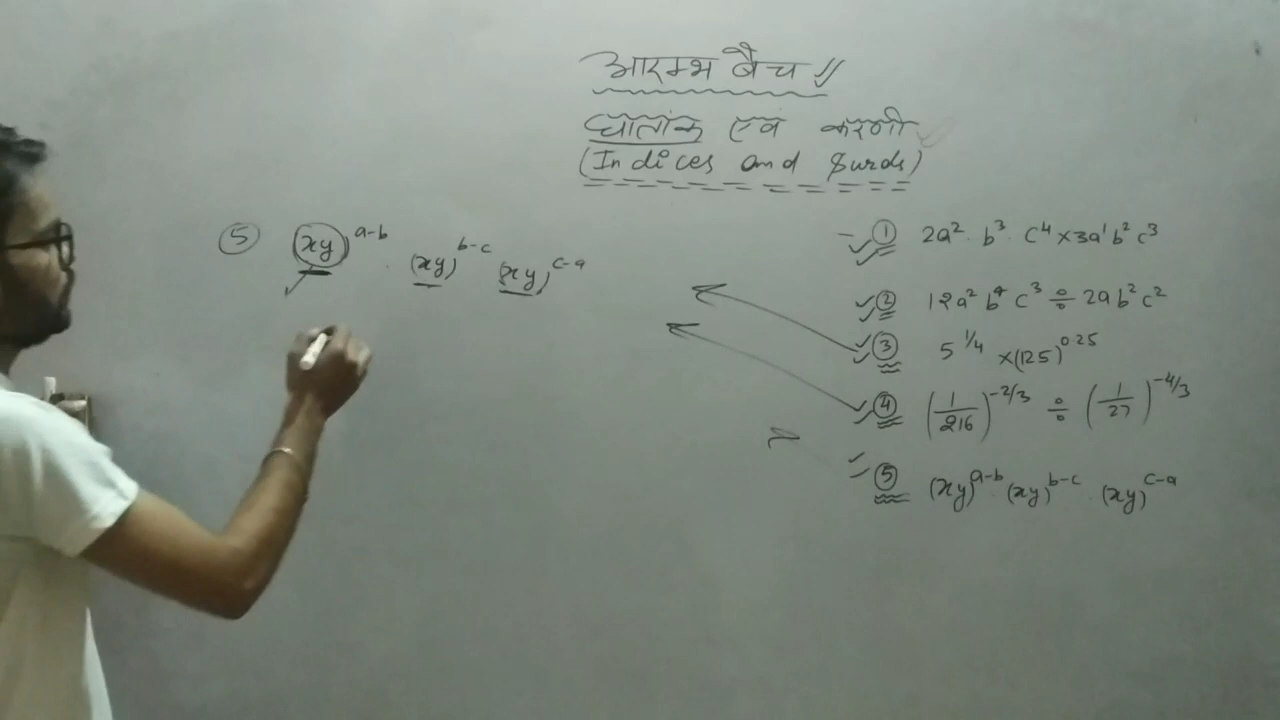 आरम्भ बैच //
घातांक एवं करणी
(Indices and Surds)
⑤ (xy)^{a-b} · (xy)^{b-c} (xy)^{c-a}
① 2a² · b³ · c⁴ × 3a¹ b² c³
② 12a² b⁴ c³ ÷ 2a b² c²
③ 5^{1/4} × (125)^{0.25}
④ (1/216)^{-2/3} ÷ (1/27)^{-4/3}
⑤ (xy)^{a-b} · (xy)^{b-c} · (xy)^{c-a}